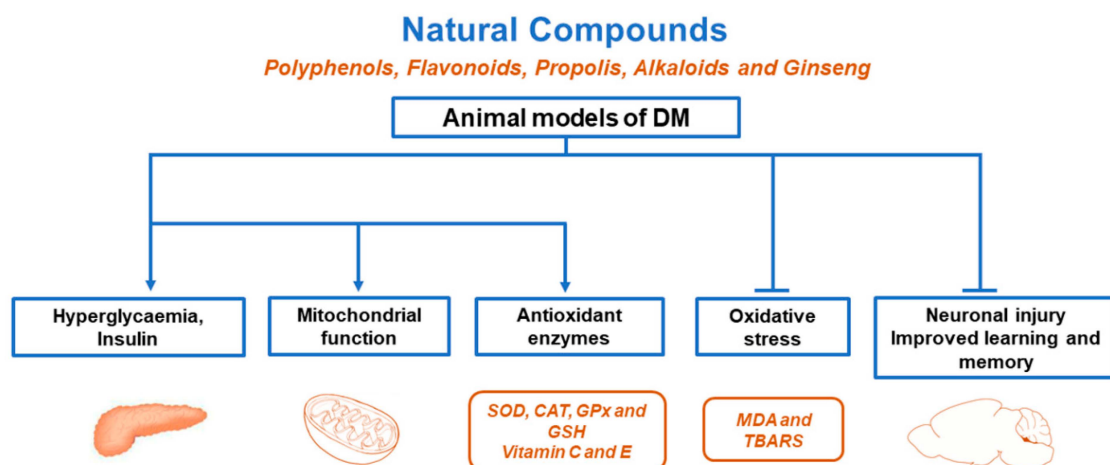 Natural Compounds
Polyphenols, Flavonoids, Propolis, Alkaloids and Ginseng
Animal models of DM
Hyperglycaemia,
Insulin
Mitochondrial
function
Antioxidant
enzymes
Oxidative
stress
Neuronal injury
Improved learning and
memory
SOD, CAT, GPx and
GSH
Vitamin C and E
MDA and
TBARS